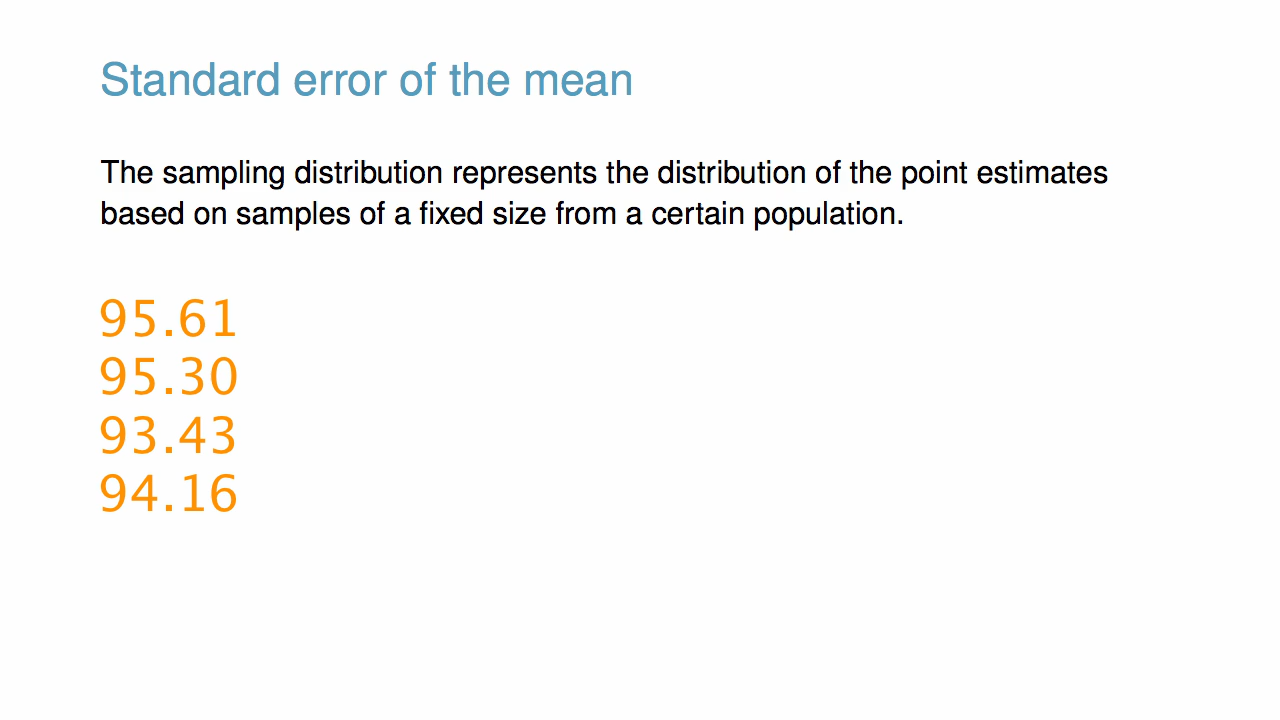 Standard error of the mean
The sampling distribution represents the distribution of the point estimates
based on samples of a fixed size from a certain population.
95.61
95.30
93.43
94.16